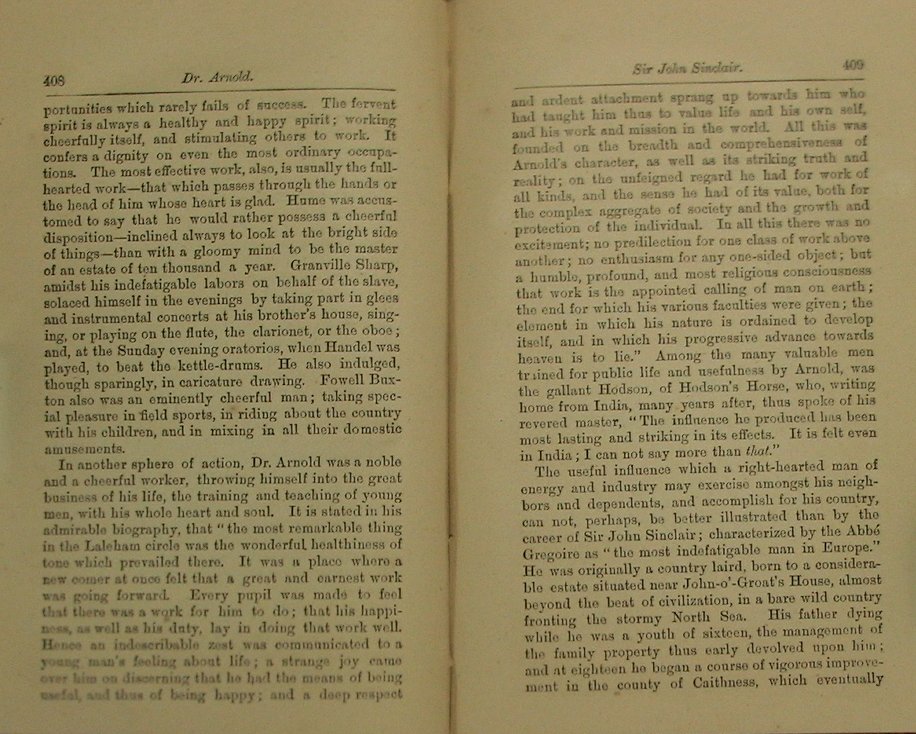 408 Dr. Arnold.
portunities which rarely fails of success. The fervent
spirit is always a healthy and happy spirit; working
cheerfully itself, and stimulating others to work. It
confers a dignity on even the most ordinary occupa-
tions. The most effective work, also, is usually the full-
hearted work—that which passes through the hands or
the head of him whose heart is glad. Hume was accus-
tomed to say that he would rather possess a cheerful
disposition—inclined always to look at the bright side
of things—than with a gloomy mind to be the master
of an estate of ten thousand a year. Granville Sharp,
amidst his indefatigable labors on behalf of the slave,
solaced himself in the evenings by taking part in glees
and instrumental concerts at his brother's house, sing-
ing, or playing on the flute, the clarionet, or the oboe;
and, at the Sunday evening oratorios, when Handel was
played, to beat the kettle-drums. He also indulged,
though sparingly, in caricature drawing. Fowell Bux-
ton also was an eminently cheerful man; taking spec-
ial pleasure in field sports, in riding about the country
with his children, and in mixing in all their domestic
amusements.
In another sphere of action, Dr. Arnold was a noble
and a cheerful worker, throwing himself into the great
business of his life, the training and teaching of young
men, with his whole heart and soul. It is stated in his
admirable biography, that "the most remarkable thing
in the Laleham circle was the wonderful healthiness of
tone which prevailed there. It was a place where a
new comer at once felt that a great and earnest work
was going forward. Every pupil was made to feel
that there was a work for him to do; that his happi-
ness, as well as his duty, lay in doing that work well.
Hence an indescribable zest was communicated to a
young man's feeling about life; a strange joy came
over him on discerning that he had the means of being
useful, and thus of being happy; and a deep respect
Sir John Sinclair. 409
and ardent attachment sprang up towards him who
had taught him thus to value life and his own self,
and his work and mission in the world. All this was
founded on the breadth and comprehensiveness of
Arnold's character, as well as its striking truth and
reality; on the unfeigned regard he had for work of
all kinds, and the sense he had of its value, both for
the complex aggregate of society and the growth and
protection of the individual. In all this there was no
excitement; no predilection for one class of work above
another; no enthusiasm for any one-sided object; but
a humble, profound, and most religious consciousness
that work is the appointed calling of man on earth;
the end for which his various faculties were given; the
element in which his nature is ordained to develop
itself, and in which his progressive advance towards
heaven is to lie." Among the many valuable men
trained for public life and usefulness by Arnold, was
the gallant Hodson, of Hodson's Horse, who, writing
home from India, many years after, thus spoke of his
revered master, "The influence he produced has been
most lasting and striking in its effects. It is felt even
in India; I can not say more than that."
The useful influence which a right-hearted man of
energy and industry may exercise amongst his neigh-
bors and dependents, and accomplish for his country,
can not, perhaps, be better illustrated than by the
career of Sir John Sinclair; characterized by the Abbé
Gregoire as "the most indefatigable man in Europe."
He was originally a country laird, born to a considera-
ble estate situated near John-o'-Groat's House, almost
beyond the beat of civilization, in a bare wild country
fronting the stormy North Sea. His father dying
while he was a youth of sixteen, the management of
the family property thus early devolved upon him;
and at eighteen he began a course of vigorous improve-
ment in the county of Caithness, which eventually